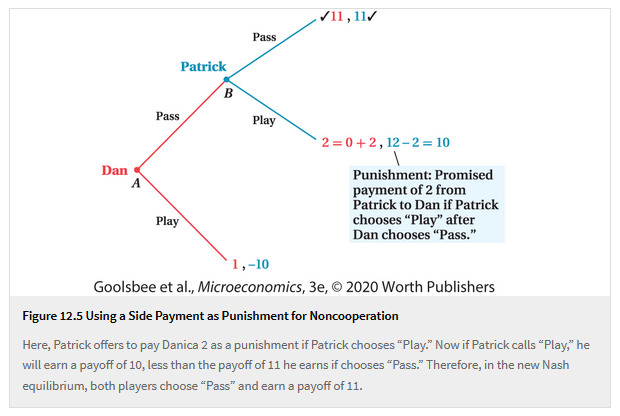 ✓11 , 11✓
Pass
Patrick
B
Pass
Play
2 = 0 + 2 , 12 – 2 = 10
Dan
A
Punishment: Promised
payment of 2 from
Patrick to Dan if Patrick
chooses “Play” after
Dan chooses “Pass.”
Play
1 , –10
Goolsbee et al., Microeconomics, 3e, © 2020 Worth Publishers
Figure 12.5 Using a Side Payment as Punishment for Noncooperation
Here, Patrick offers to pay Danica 2 as a punishment if Patrick chooses “Play.” Now if Patrick calls “Play,” he
will earn a payoff of 10, less than the payoff of 11 he earns if chooses “Pass.” Therefore, in the new Nash
equilibrium, both players choose “Pass” and earn a payoff of 11.